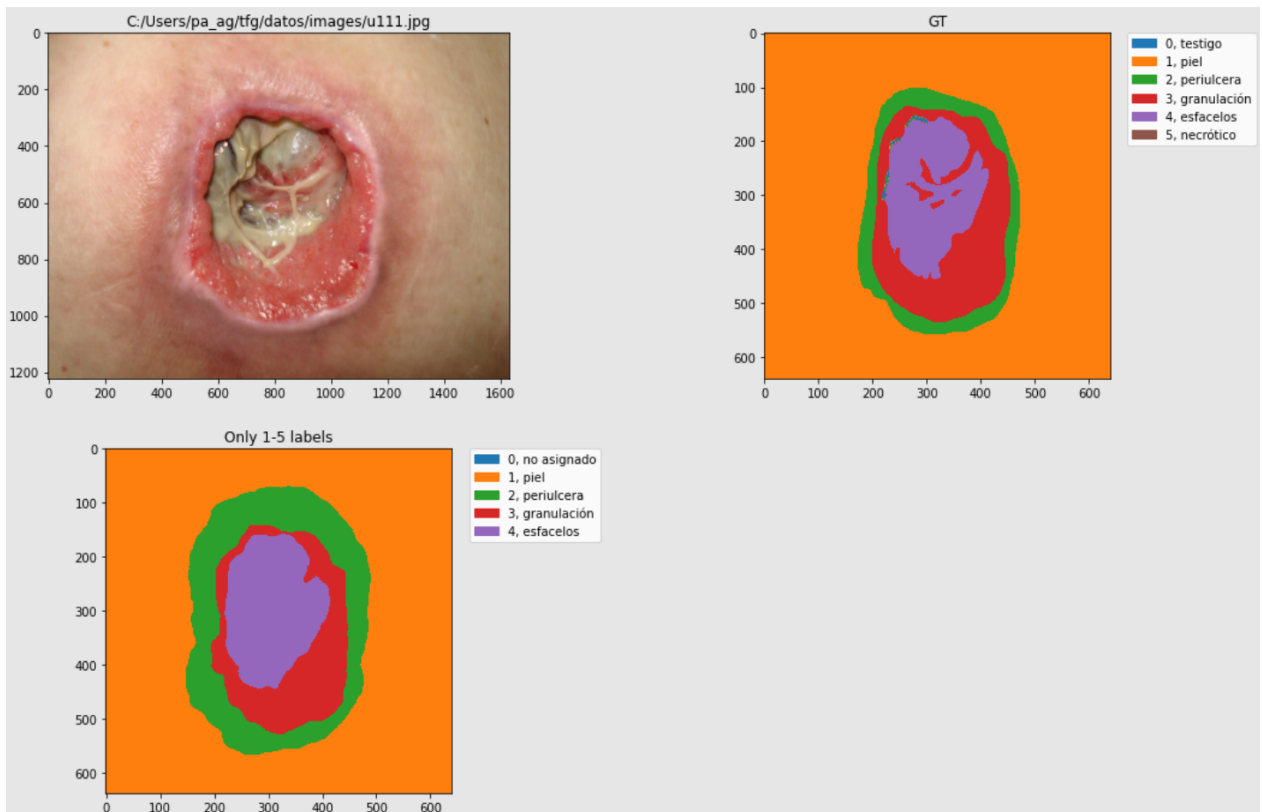 C:/Users/pa_ag/tfg/datos/images/u111.jpg
0
200
400
600
800
1000
1200
0 200 400 600 800 1000 1200 1400 1600
GT
0
100
200
300
400
500
600
0 100 200 300 400 500 600
0, testigo
1, piel
2, periulcera
3, granulación
4, esfacelos
5, necrótico
Only 1-5 labels
0
100
200
300
400
500
600
0 100 200 300 400 500 600
0, no asignado
1, piel
2, periulcera
3, granulación
4, esfacelos